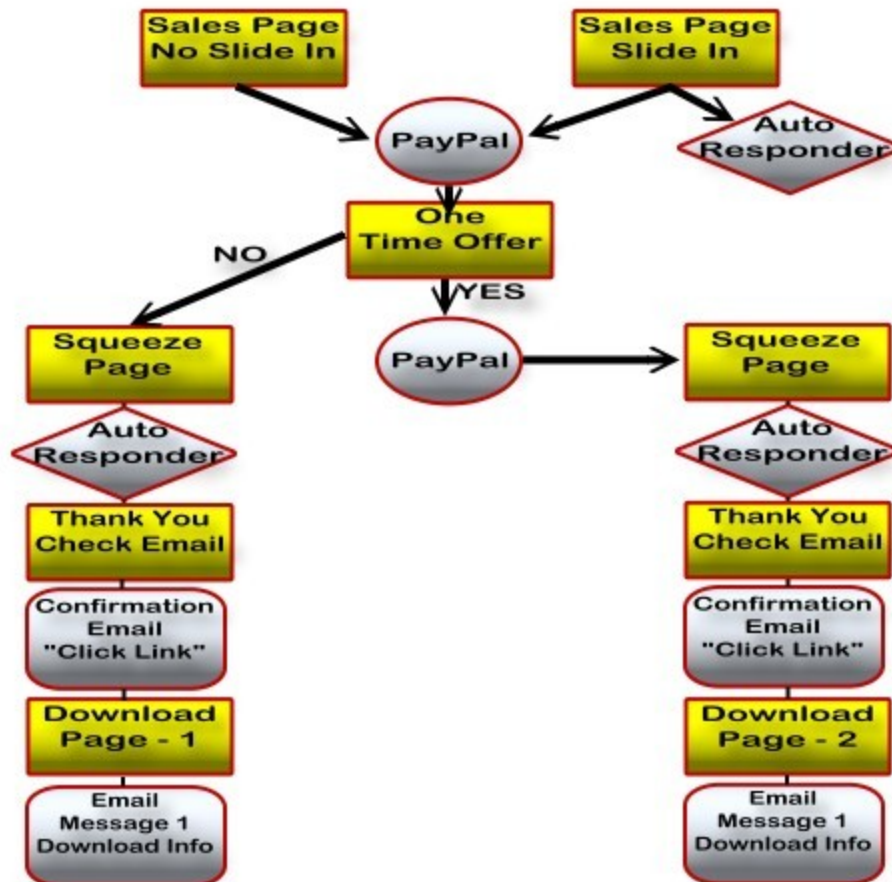 Sales Page
No Slide In
Sales Page
Slide In
PayPal
Auto
Responder
One
Time Offer
NO
YES
PayPal
Squeeze
Page
Auto
Responder
Thank You
Check Email
Confirmation
Email
"Click Link"
Download
Page - 1
Email
Message 1
Download Info
Squeeze
Page
Auto
Responder
Thank You
Check Email
Confirmation
Email
"Click Link"
Download
Page - 2
Email
Message 1
Download Info